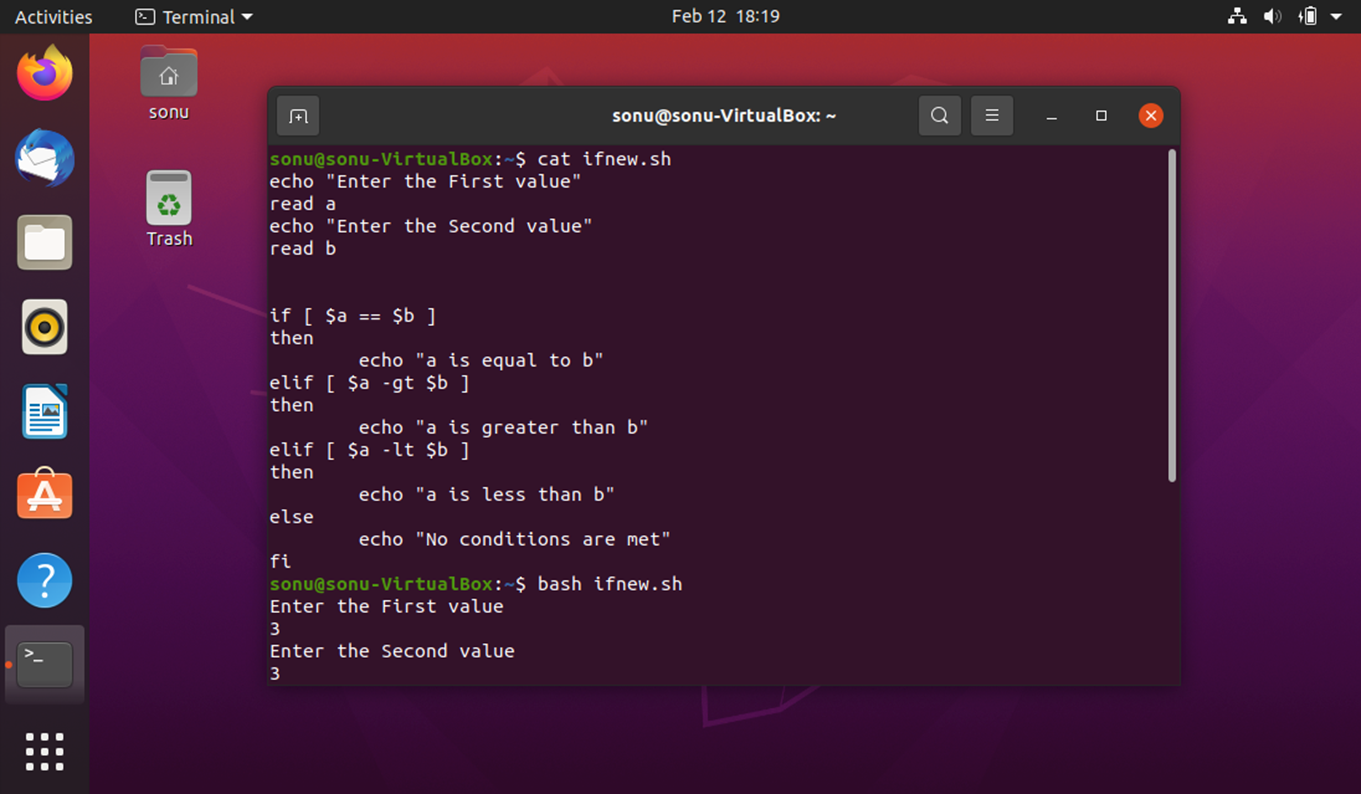 Activities
Terminal
Feb 12 18:19
sonu
Trash
sonu@sonu-VirtualBox: ~
sonu@sonu-VirtualBox:~$ cat ifnew.sh
echo "Enter the First value"
read a
echo "Enter the Second value"
read b
if [ $a == $b ]
then
        echo "a is equal to b"
elif [ $a -gt $b ]
then
        echo "a is greater than b"
elif [ $a -lt $b ]
then
        echo "a is less than b"
else
        echo "No conditions are met"
fi
sonu@sonu-VirtualBox:~$ bash ifnew.sh
Enter the First value
3
Enter the Second value
3